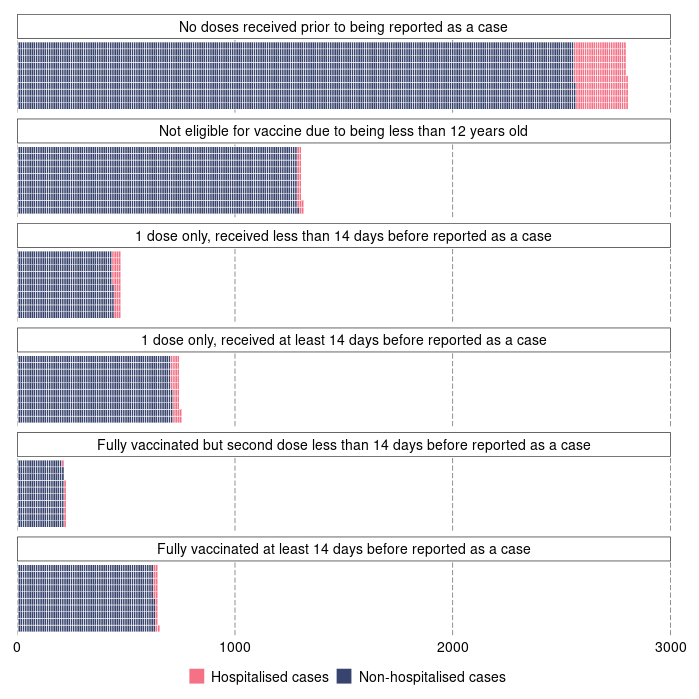 No doses received prior to being reported as a case
Not eligible for vaccine due to being less than 12 years old
1 dose only, received less than 14 days before reported as a case
1 dose only, received at least 14 days before reported as a case
Fully vaccinated but second dose less than 14 days before reported as a case
Fully vaccinated at least 14 days before reported as a case
0 1000 2000 3000
Hospitalised cases Non-hospitalised cases